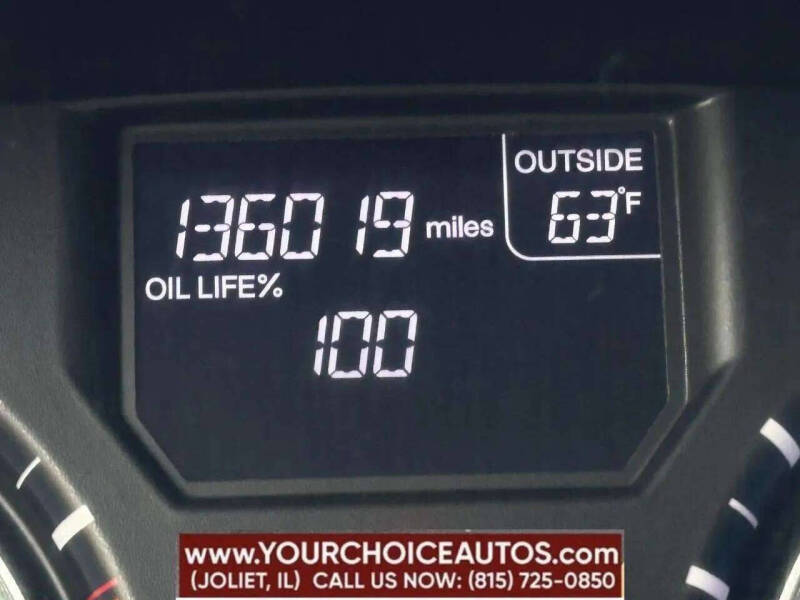 OUTSIDE
136019 miles
63°F
OIL LIFE%
100
www.YOURCHOICEAUTOS.com
(JOLIET, IL) CALL US NOW: (815) 725-0850